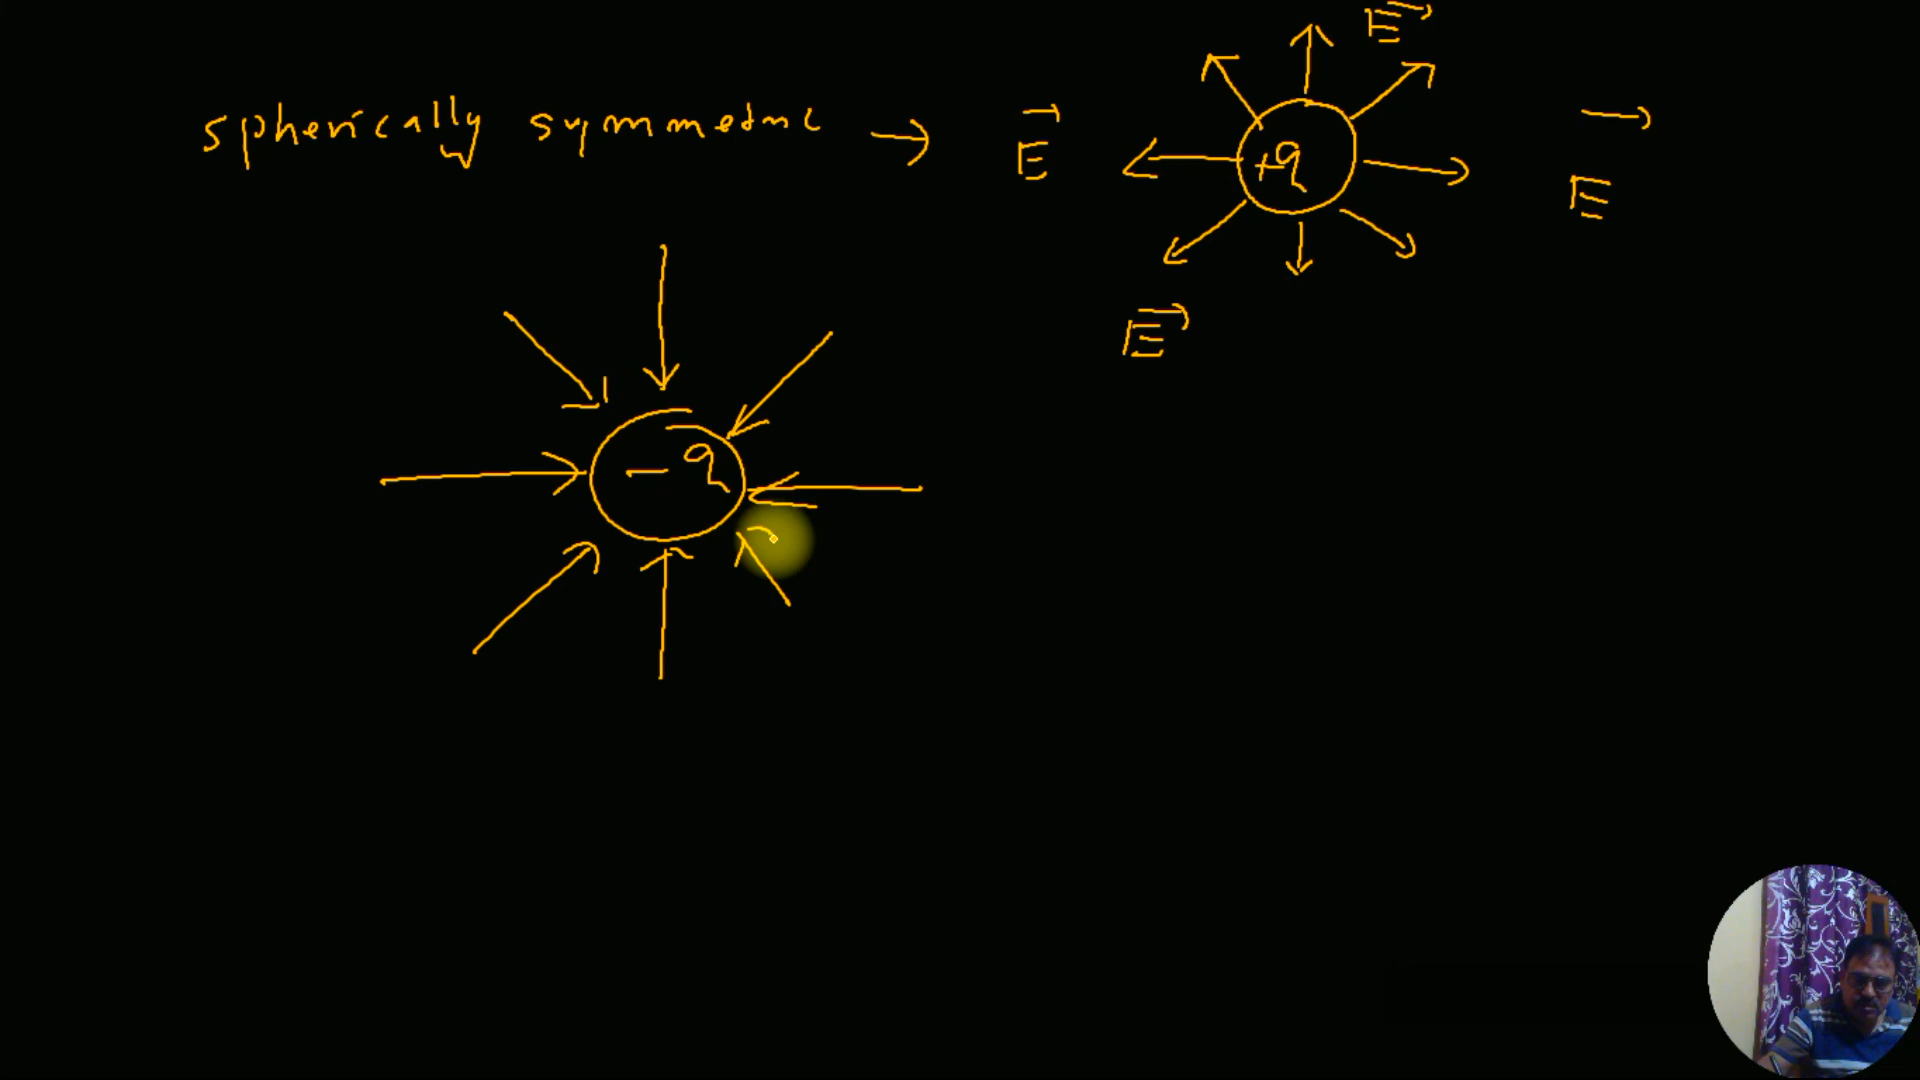 E
spherically symmetric → E
+q
E
E
-q